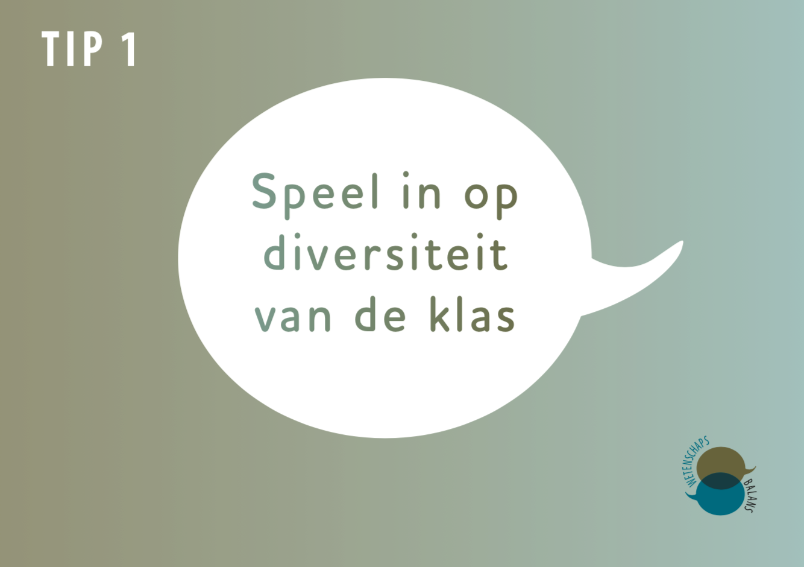 TIP 1
Speel in op
diversiteit
van de klas
WETENSCHAPS
BALANS